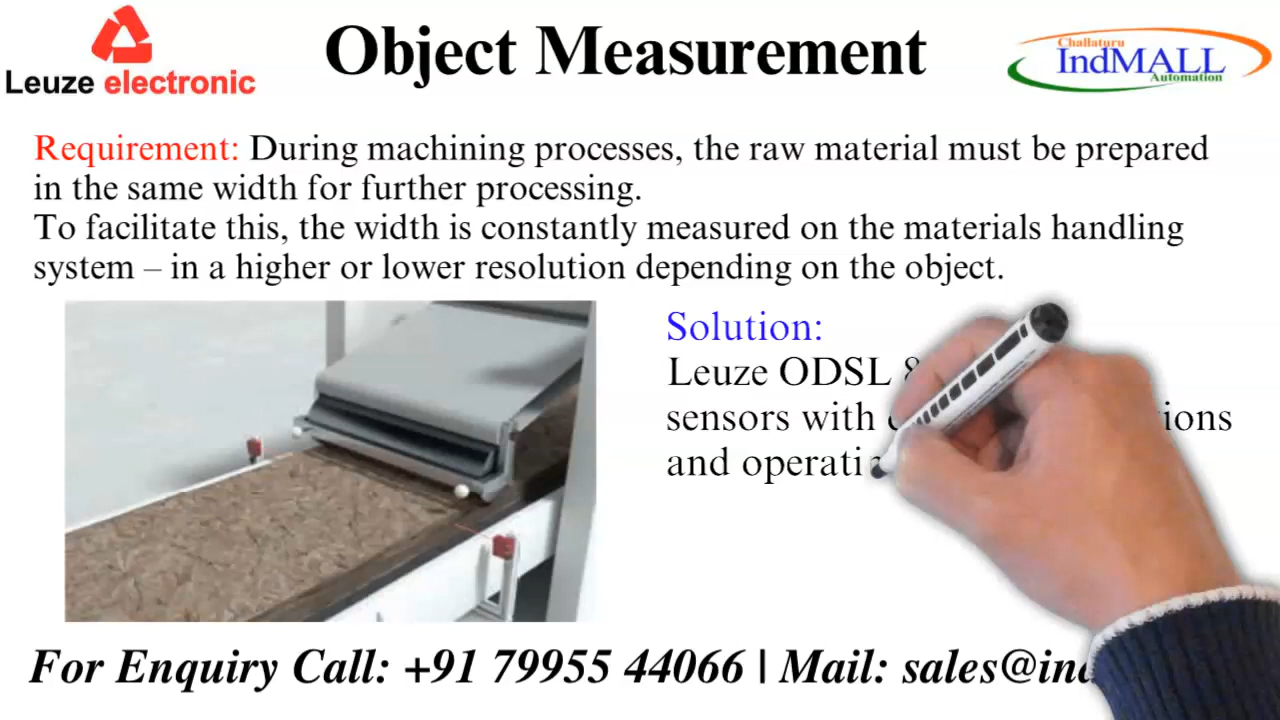 Leuze electronic
Object Measurement
Challaturu
IndMALL
Automation
Requirement: During machining processes, the raw material must be prepared
in the same width for further processing.
To facilitate this, the width is constantly measured on the materials handling
system – in a higher or lower resolution depending on the object.
Solution:
Leuze ODSL
sensors with
and
For Enquiry Call: +91 79955 44066 | Mail: